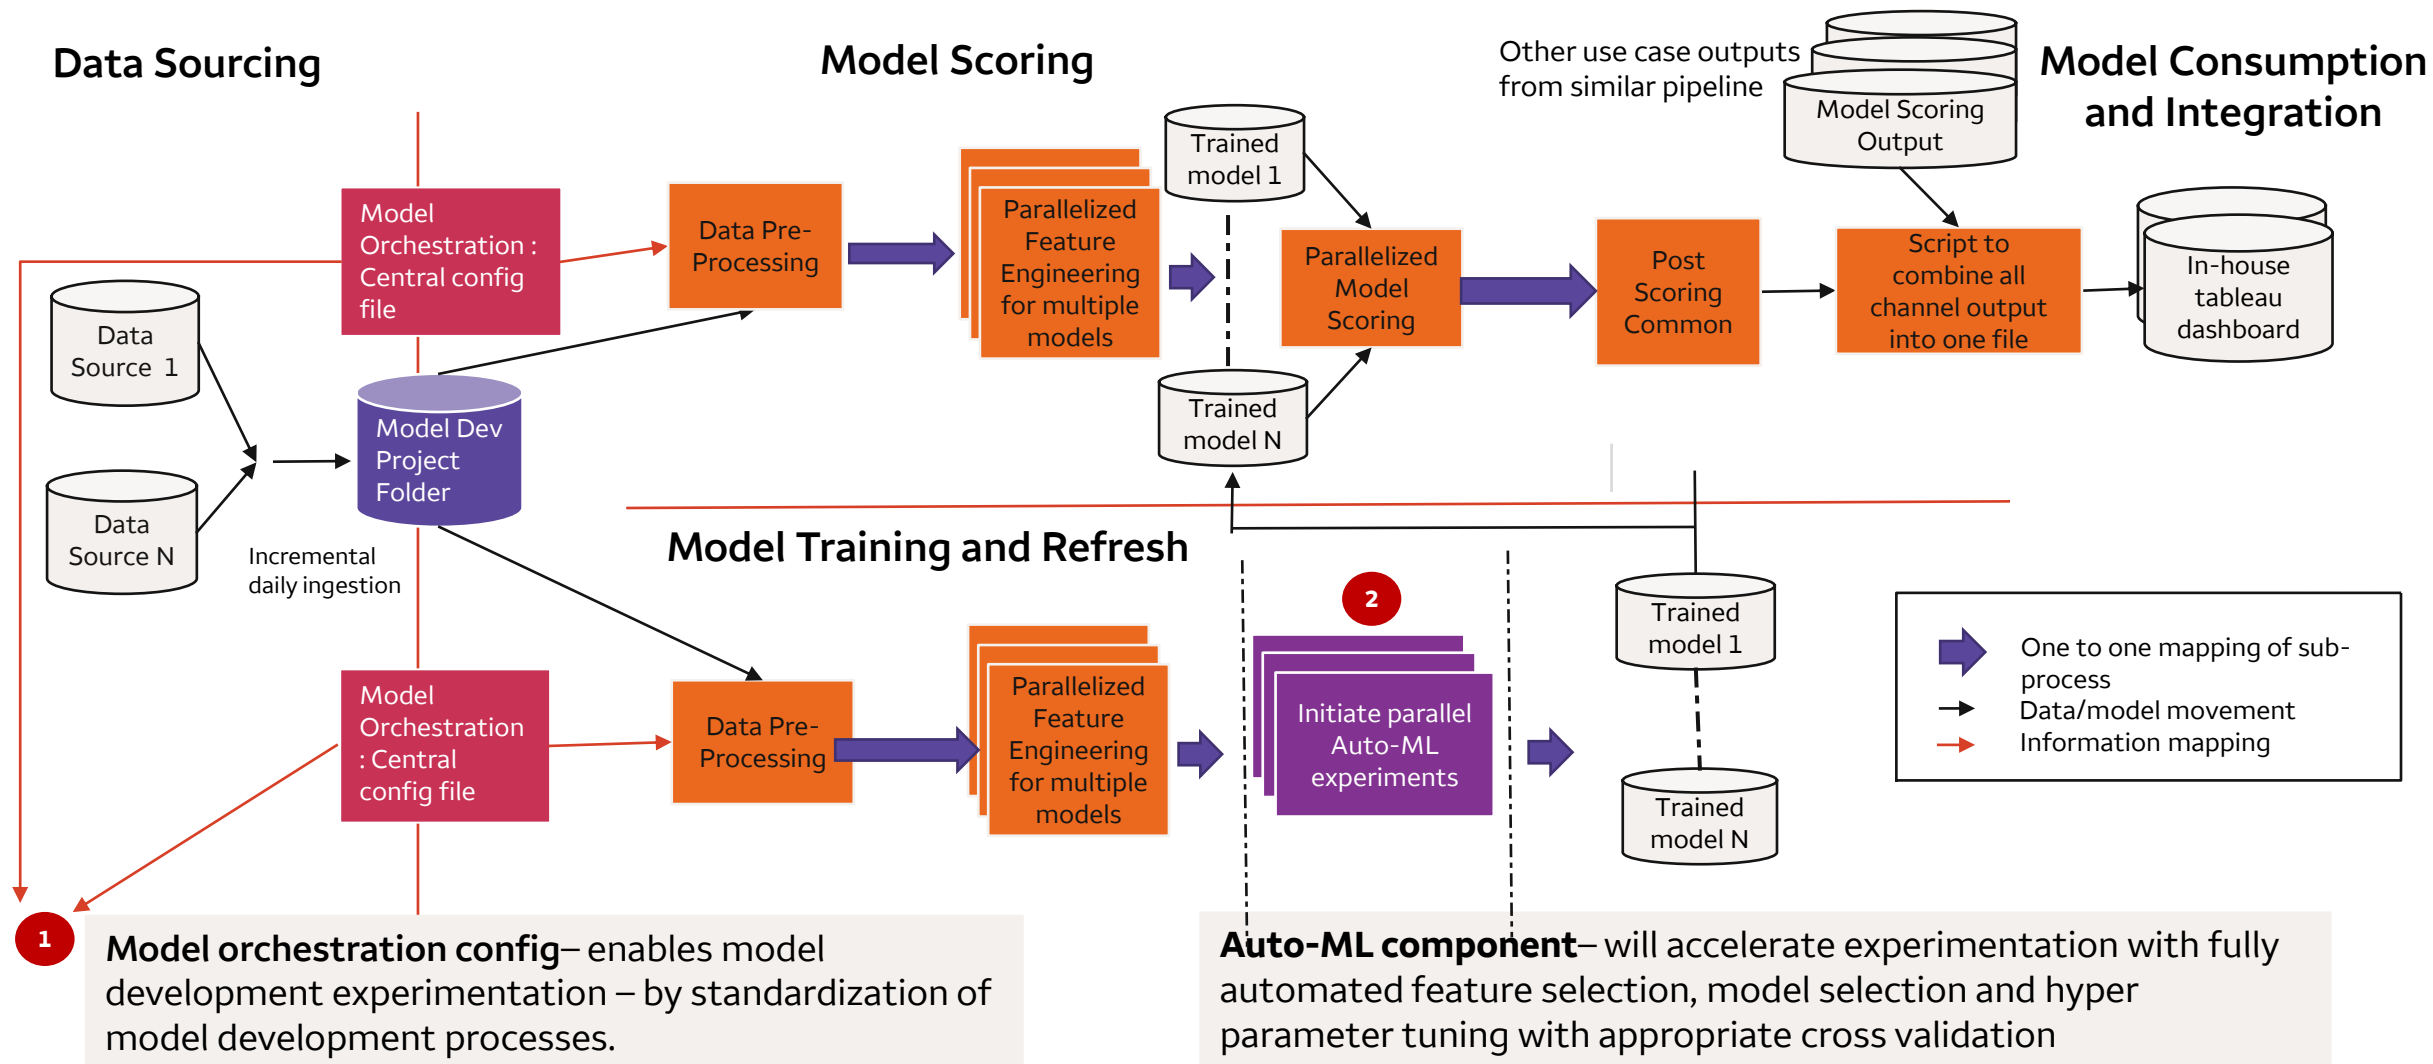 Data Sourcing
Model Scoring
Other use case outputs
from similar pipeline
Model Scoring
Output
Model Consumption
and Integration
Model
Orchestration :
Central config
file
Data Pre-
Processing
Parallelized
Feature
Engineering
for multiple
models
Trained
model 1
Trained
model N
Parallelized
Model
Scoring
Post
Scoring
Common
Script to
combine all
channel output
into one file
In-house
tableau
dashboard
Data
Source 1
Data
Source N
Model Dev
Project
Folder
Incremental
daily ingestion
Model Training and Refresh
Model
Orchestration
: Central
config file
Data Pre-
Processing
Parallelized
Feature
Engineering
for multiple
models
2
Initiate parallel
Auto-ML
experiments
Trained
model 1
Trained
model N
One to one mapping of sub-
process
Data/model movement
Information mapping
1
Model orchestration config– enables model
development experimentation – by standardization of
model development processes.
Auto-ML component– will accelerate experimentation with fully
automated feature selection, model selection and hyper
parameter tuning with appropriate cross validation